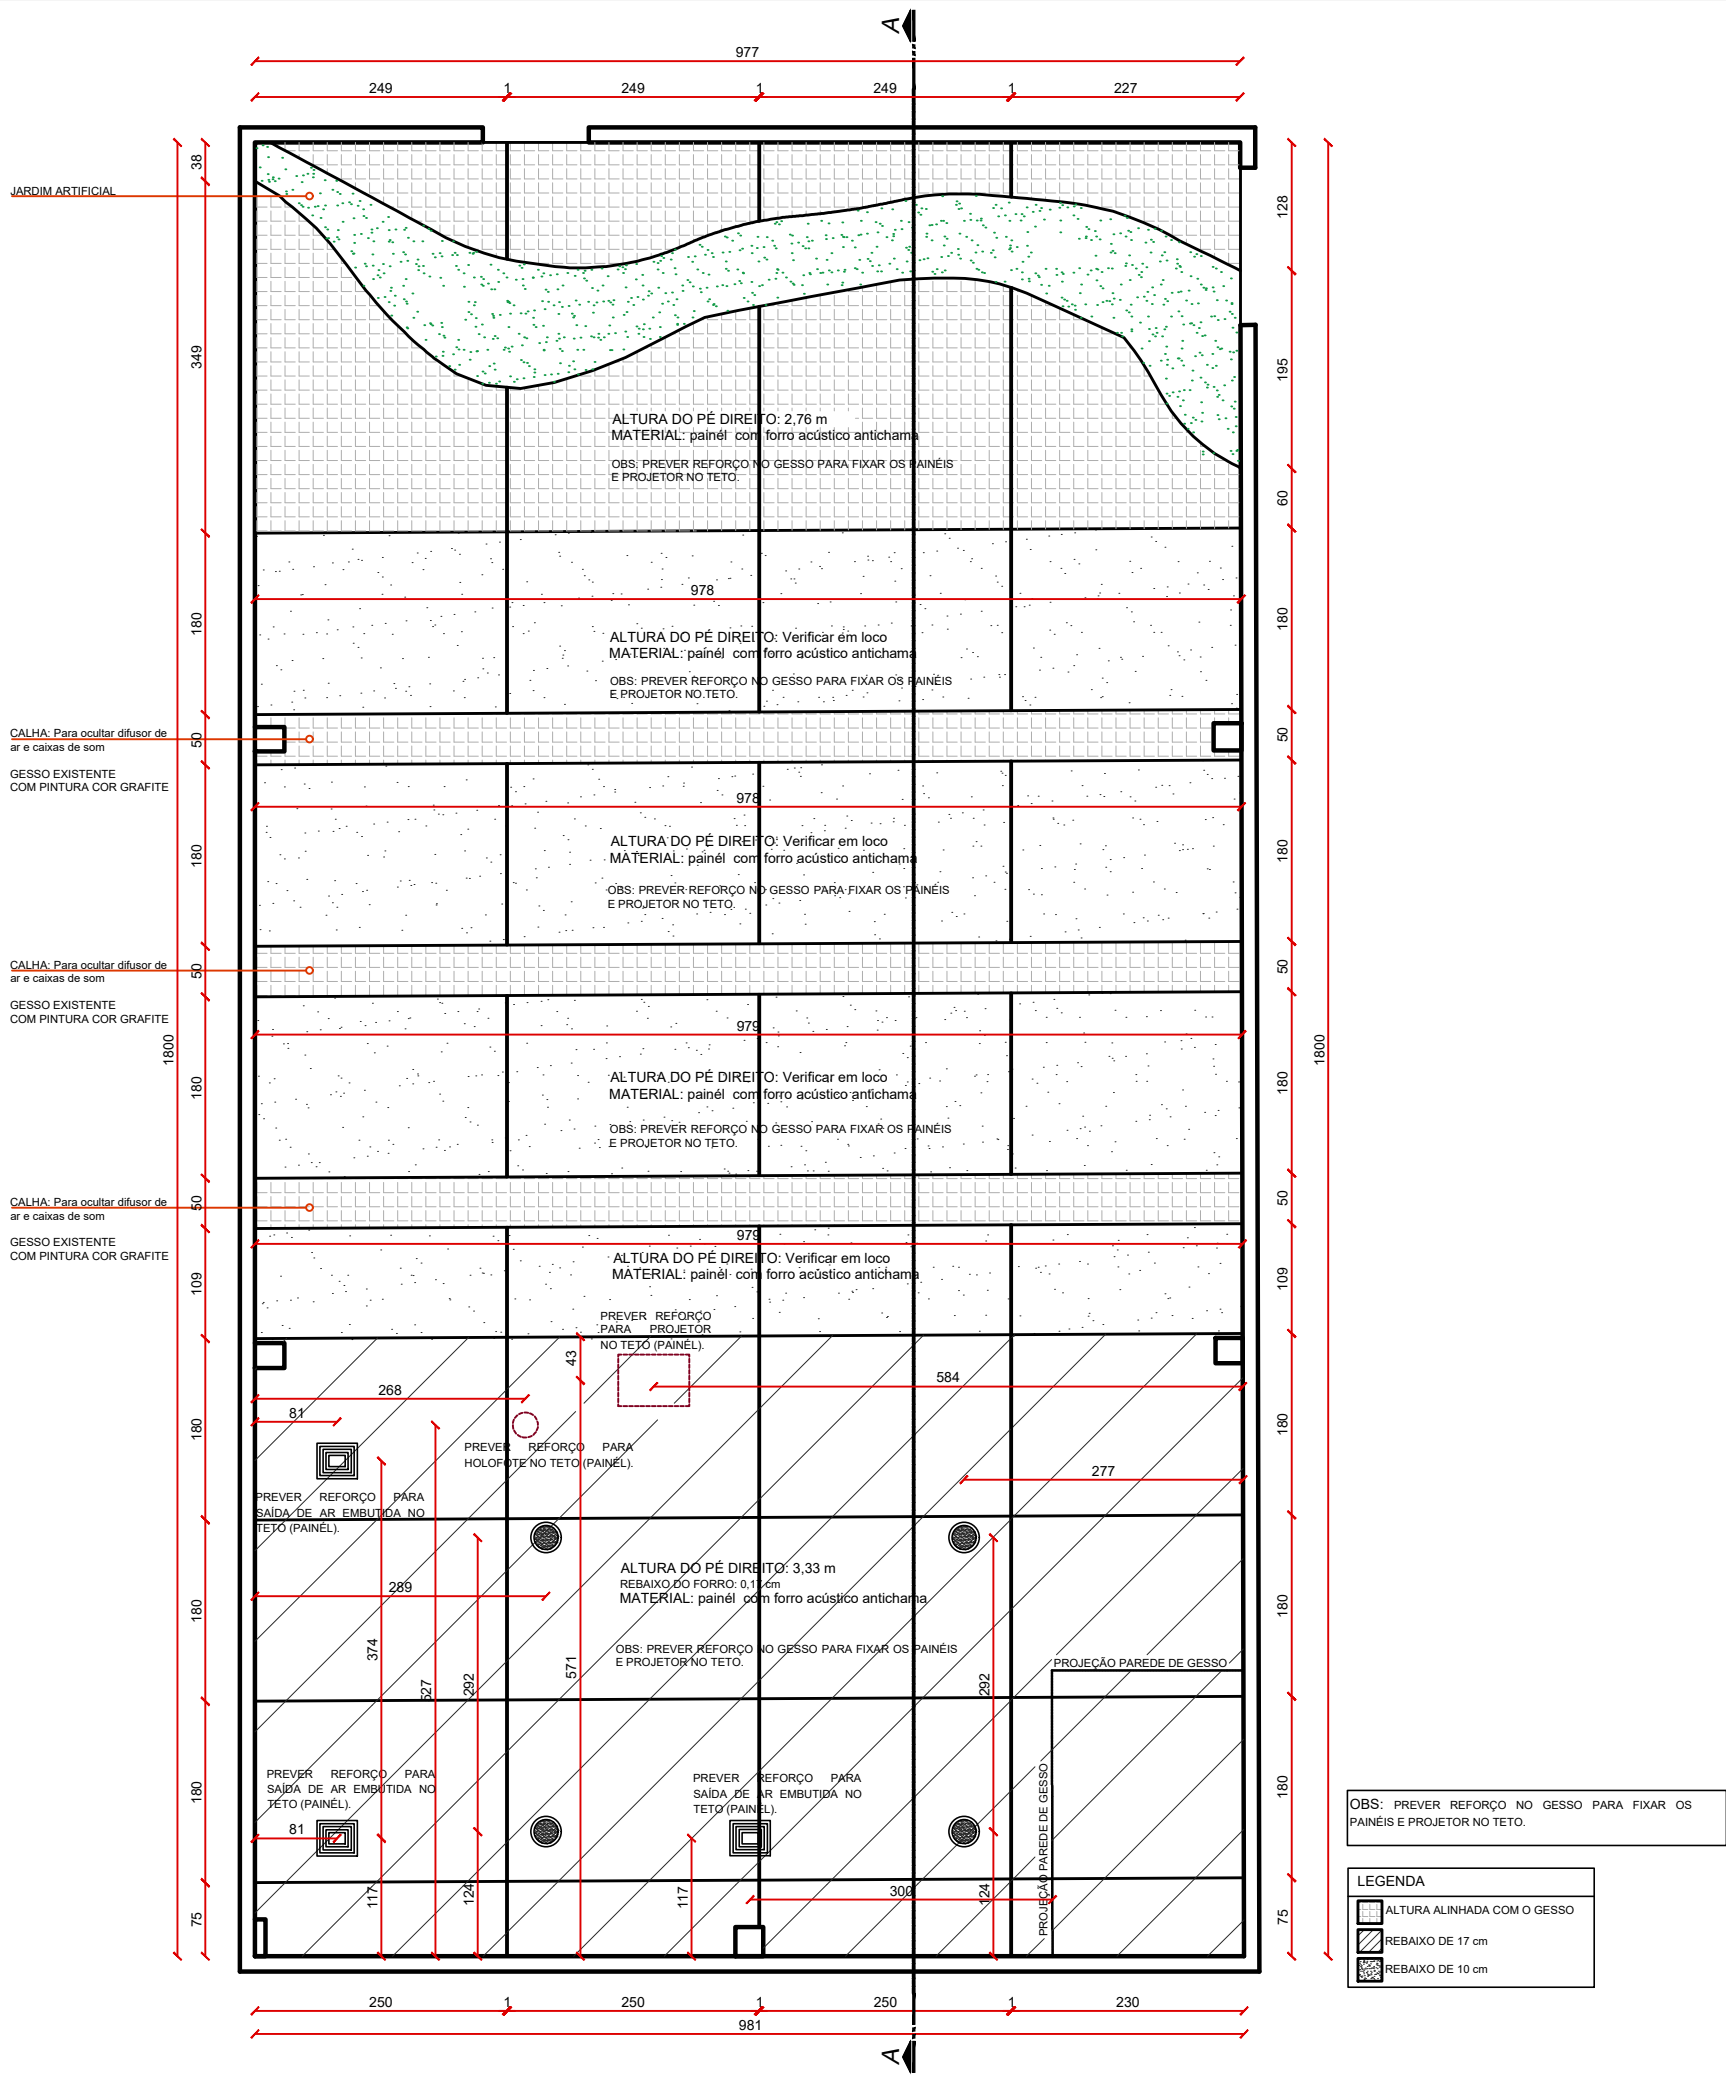 A
977
249
1
249
1
249
1
227
38
JARDIM ARTIFICIAL
128
349
195
ALTURA DO PÉ DIREITO: 2,76 m
MATERIAL: painél com forro acústico antichama
OBS: PREVER REFORÇO NO GESSO PARA FIXAR OS PAINÉIS
E PROJETOR NO TETO.
60
978
180
180
ALTURA DO PÉ DIREITO: Verificar em loco
MATERIAL: painél com forro acústico antichama
OBS: PREVER REFORÇO NO GESSO PARA FIXAR OS PAINÉIS
E PROJETOR NO TETO.
CALHA: Para ocultar difusor de
ar e caixas de som
50
50
GESSO EXISTENTE
COM PINTURA COR GRAFITE
978
180
180
ALTURA DO PÉ DIREITO: Verificar em loco
MATERIAL: painél com forro acústico antichama
OBS: PREVER REFORÇO NO GESSO PARA FIXAR OS PAINÉIS
E PROJETOR NO TETO.
CALHA: Para ocultar difusor de
ar e caixas de som
50
50
GESSO EXISTENTE
COM PINTURA COR GRAFITE
979
1800
1800
180
180
ALTURA DO PÉ DIREITO: Verificar em loco
MATERIAL: painél com forro acústico antichama
OBS: PREVER REFORÇO NO GESSO PARA FIXAR OS PAINÉIS
E PROJETOR NO TETO.
CALHA: Para ocultar difusor de
ar e caixas de som
50
50
GESSO EXISTENTE
COM PINTURA COR GRAFITE
979
109
109
ALTURA DO PÉ DIREITO: Verificar em loco
MATERIAL: painél com forro acústico antichama
PREVER REFORÇO
PARA PROJETOR
NO TETO (PAINÉL).
43
584
268
81
180
180
PREVER REFORÇO PARA
HOLOFOTE NO TETO (PAINÉL).
277
PREVER REFORÇO PARA
SAÍDA DE AR EMBUTIDA NO
TETO (PAINÉL).
ALTURA DO PÉ DIREITO: 3,33 m
REBAIXO DO FORRO: 0,17 cm
MATERIAL: painél com forro acústico antichama
289
180
180
374
527
292
571
292
OBS: PREVER REFORÇO NO GESSO PARA FIXAR OS PAINÉIS
E PROJETOR NO TETO.
PROJEÇÃO PAREDE DE GESSO
PROJEÇÃO PAREDE DE GESSO
PREVER REFORÇO PARA
SAÍDA DE AR EMBUTIDA NO
TETO (PAINÉL).
PREVER REFORÇO PARA
SAÍDA DE AR EMBUTIDA NO
TETO (PAINÉL).
180
180
81
117
124
117
300
124
75
75
OBS: PREVER REFORÇO NO GESSO PARA FIXAR OS
PAINÉIS E PROJETOR NO TETO.
LEGENDA
ALTURA ALINHADA COM O GESSO
REBAIXO DE 17 cm
REBAIXO DE 10 cm
250
1
250
1
250
1
230
981
A